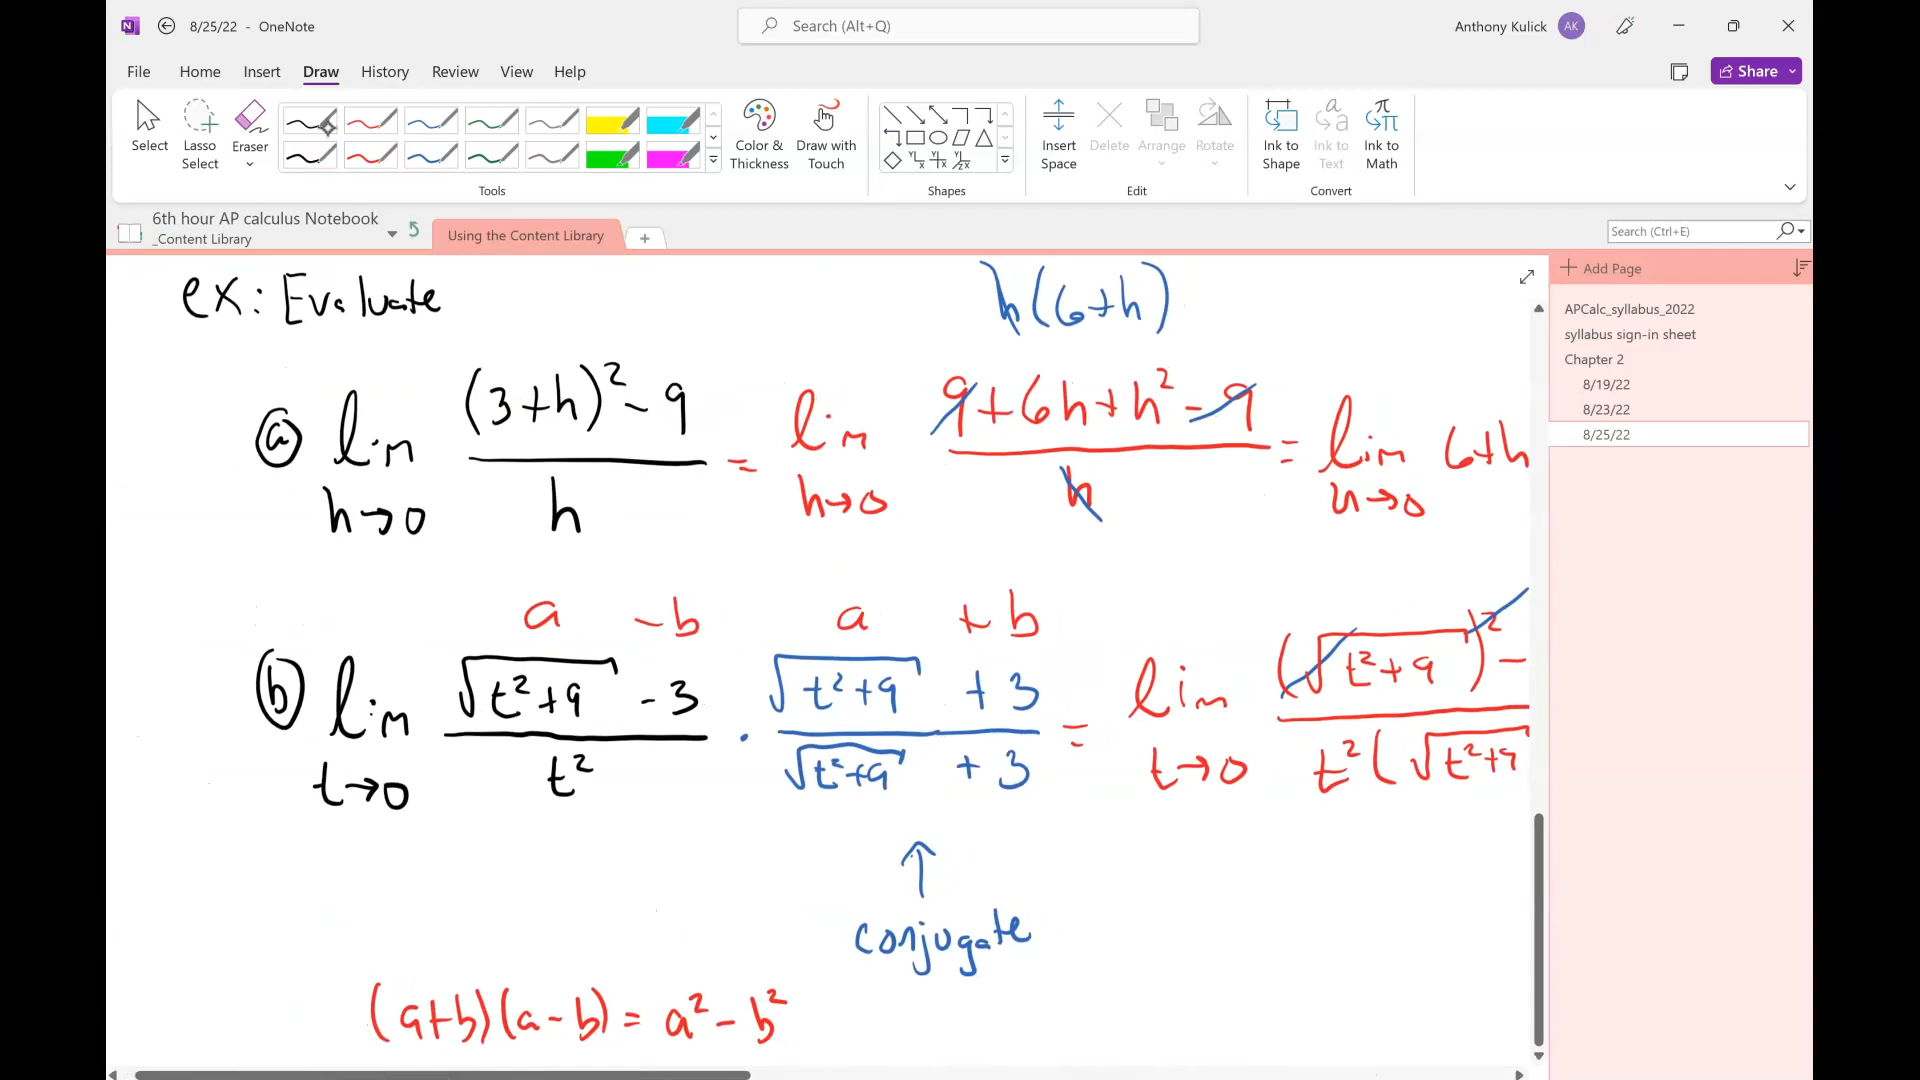 8/25/22 - OneNote
Search (Alt+Q)
Anthony Kulick AK
File Home Insert Draw History Review View Help
Share
Select
Lasso Select
Eraser
Color & Thickness
Draw with Touch
Insert Space
Delete
Arrange
Rotate
Ink to Shape
Ink to Text
Ink to Math
Tools
Shapes
Edit
Convert
6th hour AP calculus Notebook
_Content Library
Using the Content Library
Search (Ctrl+E)
Add Page
APCalc_syllabus_2022
syllabus sign-in sheet
Chapter 2
8/19/22
8/23/22
8/25/22
ex: Evaluate
h(6+h)
ⓐ lim h→0 (3+h)² - 9 / h = lim h→0 9+6h+h² - 9 / h = lim h→0 6+h
a - b a + b
ⓑ lim t→0 √t²+9 - 3 / t² · √t²+9 + 3 / √t²+9 + 3 = lim t→0 (√t²+9)² - / t²(√t²+9
↑
conjugate
(a+b)(a-b) = a² - b²